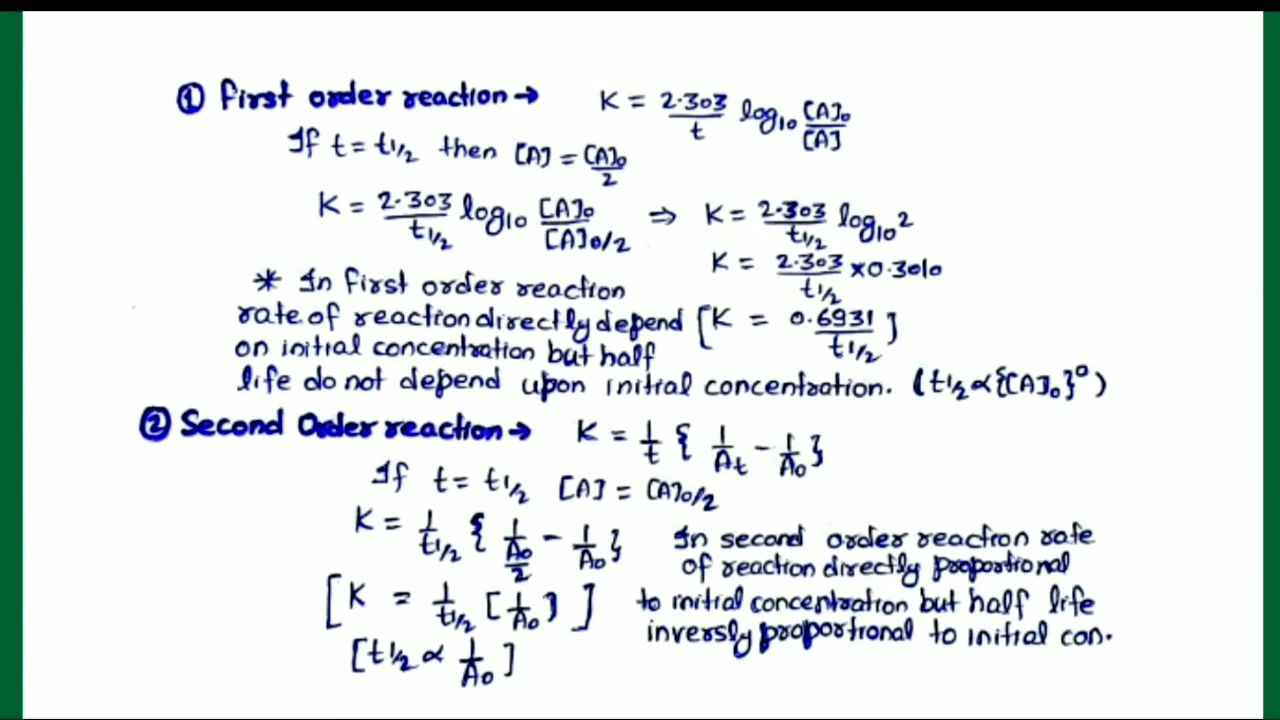 ① First order reaction → K = 2.303/t log₁₀ [A]₀/[A]
If t = t1/2 then [A] = [A]₀/2
K = 2.303/t1/2 log₁₀ [A]₀/[A]₀/2 ⇒ K = 2.303/t1/2 log₁₀ 2
K = 2.303/t1/2 × 0.3010
* In first order reaction
rate of reaction directly depend [K = 0.6931/t1/2]
on initial concentration but half
life do not depend upon initial concentration. (t1/2 ∝ {[A]₀}⁰)
② Second Order reaction → K = 1/t { 1/At - 1/A₀ }
If t = t1/2 [A] = [A]₀/2
K = 1/t1/2 { 1/A₀/2 - 1/A₀ } In second order reaction rate
of reaction directly proportional
[K = 1/t1/2 [1/A₀}] to initial concentration but half life
inversly proportional to initial con.
[t1/2 ∝ 1/A₀]